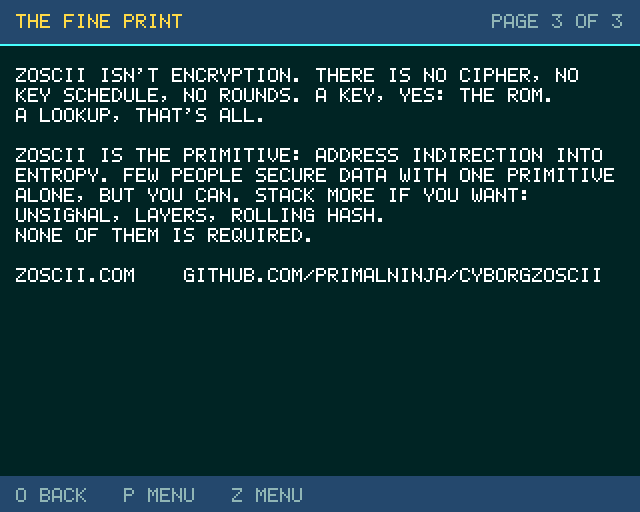 THE FINE PRINT
PAGE 3 OF 3
ZOSCII ISN'T ENCRYPTION. THERE IS NO CIPHER, NO
KEY SCHEDULE, NO ROUNDS. A KEY, YES: THE ROM.
A LOOKUP, THAT'S ALL.
ZOSCII IS THE PRIMITIVE: ADDRESS INDIRECTION INTO
ENTROPY. FEW PEOPLE SECURE DATA WITH ONE PRIMITIVE
ALONE, BUT YOU CAN. STACK MORE IF YOU WANT:
UNSIGNAL, LAYERS, ROLLING HASH.
NONE OF THEM IS REQUIRED.
ZOSCII.COM    GITHUB.COM/PRIMALNINJA/CYBORGZOSCII
O BACK   P MENU   Z MENU